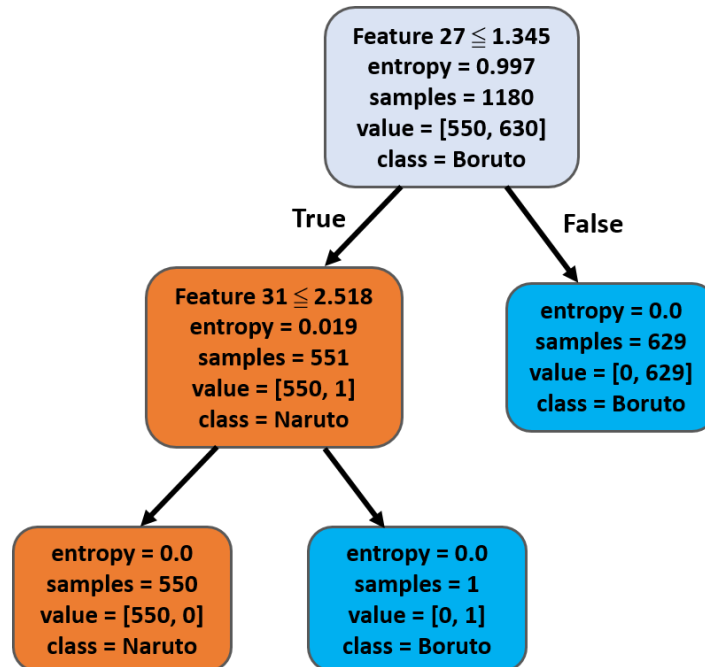 Feature 27 ≦ 1.345
entropy = 0.997
samples = 1180
value = [550, 630]
class = Boruto
True
False
Feature 31 ≦ 2.518
entropy = 0.019
samples = 551
value = [550, 1]
class = Naruto
entropy = 0.0
samples = 629
value = [0, 629]
class = Boruto
entropy = 0.0
samples = 550
value = [550, 0]
class = Naruto
entropy = 0.0
samples = 1
value = [0, 1]
class = Boruto